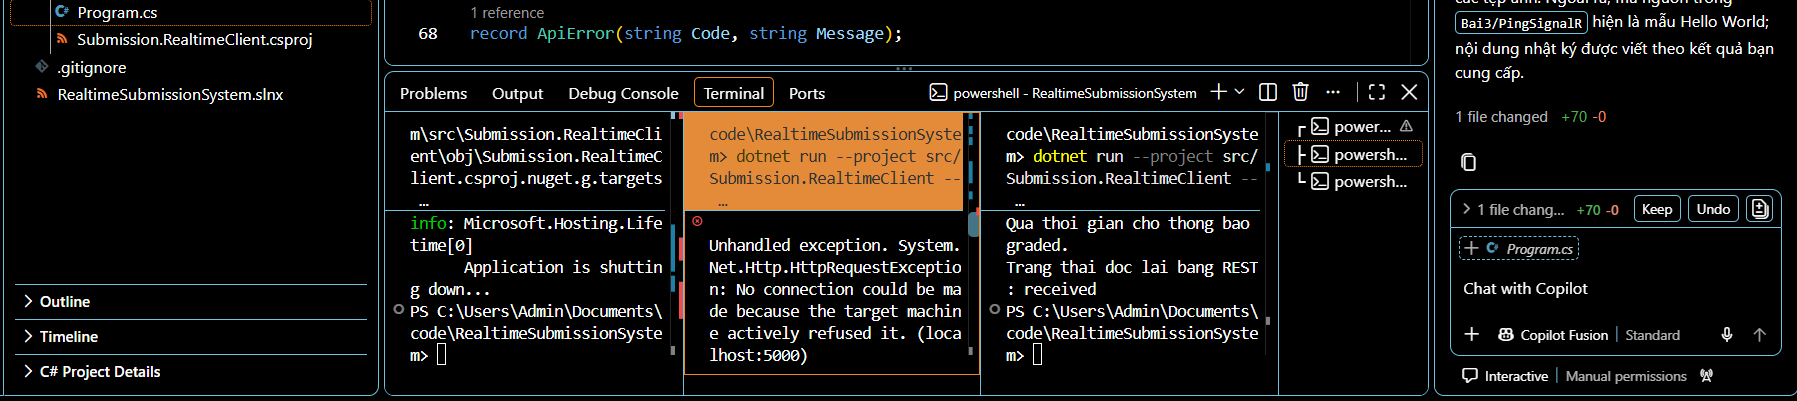 Program.cs
Submission.RealtimeClient.csproj
.gitignore
RealtimeSubmissionSystem.slnx
Outline
Timeline
C# Project Details
1 reference
68 record ApiError(string Code, string Message);
Problems Output Debug Console Terminal Ports powershell - RealtimeSubmissionSystem
m\src\Submission.RealtimeCli
ent\obj\Submission.RealtimeC
lient.csproj.nuget.g.targets
…
info: Microsoft.Hosting.Life
time[0]
Application is shuttin
g down...
PS C:\Users\Admin\Documents\
code\RealtimeSubmissionSyste
m>
code\RealtimeSubmissionSyste
m> dotnet run --project src/
Submission.RealtimeClient --
…
Unhandled exception. System.
Net.Http.HttpRequestExceptio
n: No connection could be ma
de because the target machin
e actively refused it. (loca
lhost:5000)
code\RealtimeSubmissionSyste
m> dotnet run --project src/
Submission.RealtimeClient --
…
Qua thoi gian cho thong bao
graded.
Trang thai doc lai bang REST
: received
PS C:\Users\Admin\Documents\
code\RealtimeSubmissionSyste
m>
power...
powersh...
powersh...
Bai3/PingSignalR hiện là mẫu Hello World;
nội dung nhật ký được viết theo kết quả bạn
cung cấp.
1 file changed +70 -0
1 file chang... +70 -0 Keep Undo
Program.cs
Chat with Copilot
Copilot Fusion Standard
Interactive Manual permissions